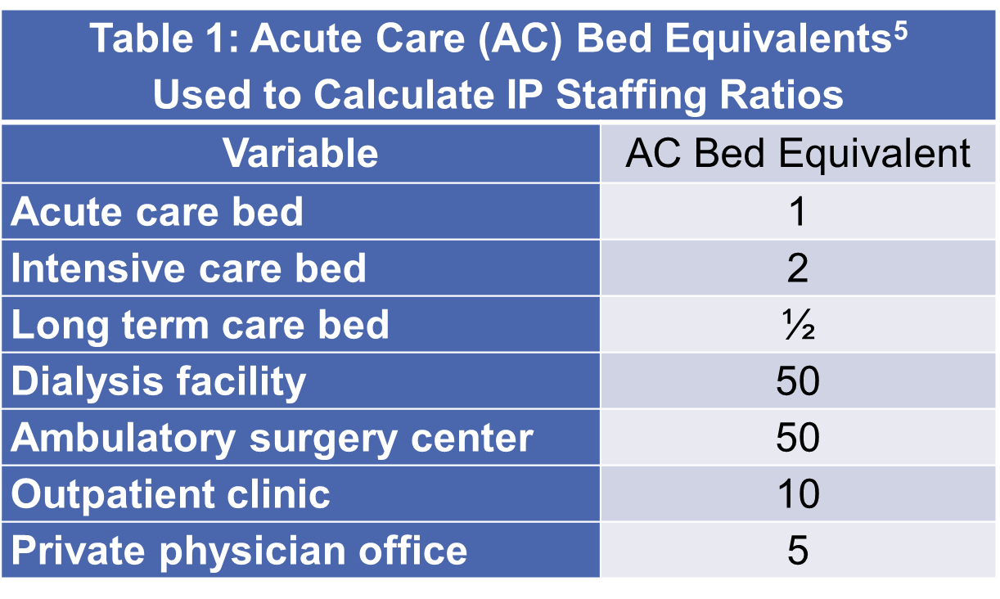 Table 1: Acute Care (AC) Bed Equivalents5
Used to Calculate IP Staffing Ratios
Variable AC Bed Equivalent
Acute care bed 1
Intensive care bed 2
Long term care bed ½
Dialysis facility 50
Ambulatory surgery center 50
Outpatient clinic 10
Private physician office 5